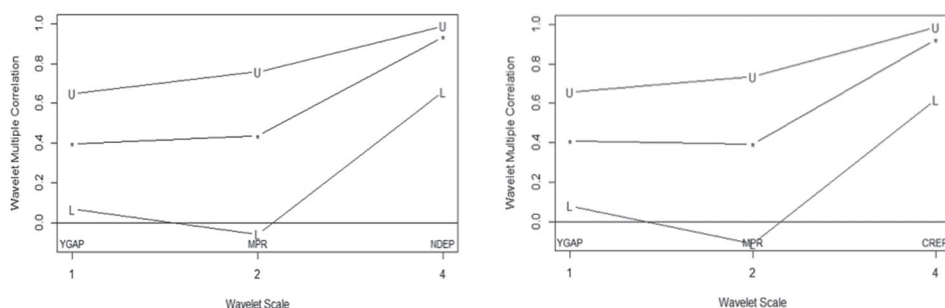 Wavelet Multiple Correlation
1.0
0.8
0.6
0.4
0.2
0.0
U U U
* * *
L L L
YGAP MPR NDEP
1 2 4
Wavelet Scale
Wavelet Multiple Correlation
1.0
0.8
0.6
0.4
0.2
0.0
U U U
* * *
L L L
YGAP MPR CREP
1 2 4
Wavelet Scale